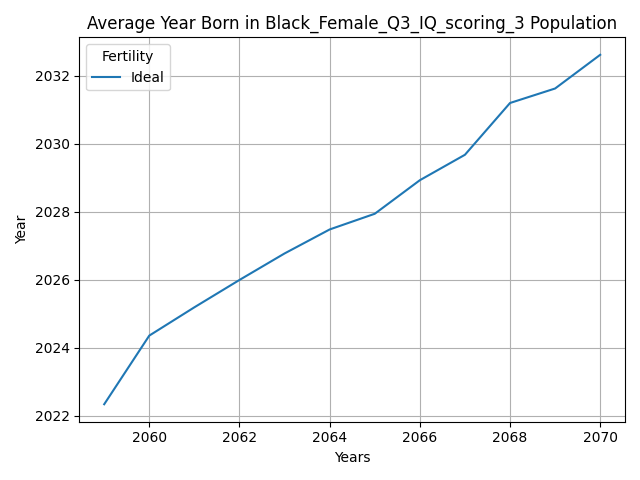 Average Year Born in Black_Female_Q3_IQ_scoring_3 Population
Fertility
Ideal
Year
2032
2030
2028
2026
2024
2022
2060 2062 2064 2066 2068 2070
Years